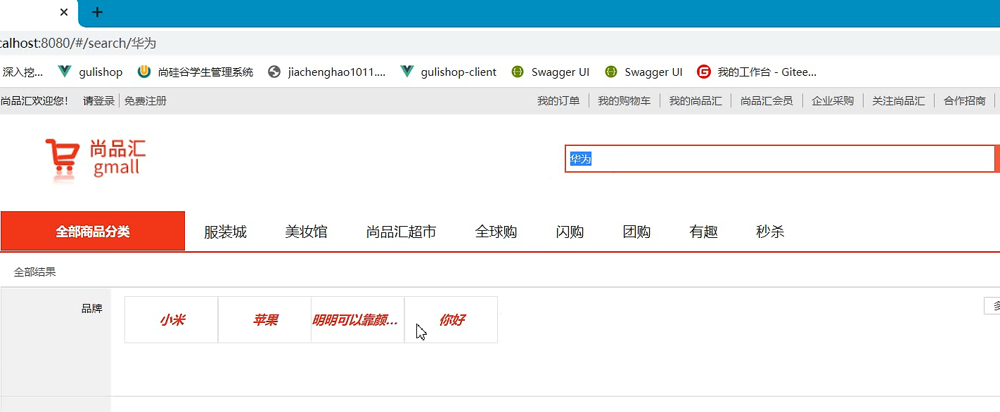 calhost:8080/#/search/华为
深入挖... gulishop 尚硅谷学生管理系统 jiachenghao1011.... gulishop-client Swagger UI Swagger UI 我的工作台 - Gitee...
尚品汇欢迎您! 请登录 免费注册 我的订单 我的购物车 我的尚品汇 尚品汇会员 企业采购 关注尚品汇 合作招商
尚品汇
gmall
华为
全部商品分类 服装城 美妆馆 尚品汇超市 全球购 闪购 团购 有趣 秒杀
全部结果
品牌 小米 苹果 明明可以靠颜... 你好